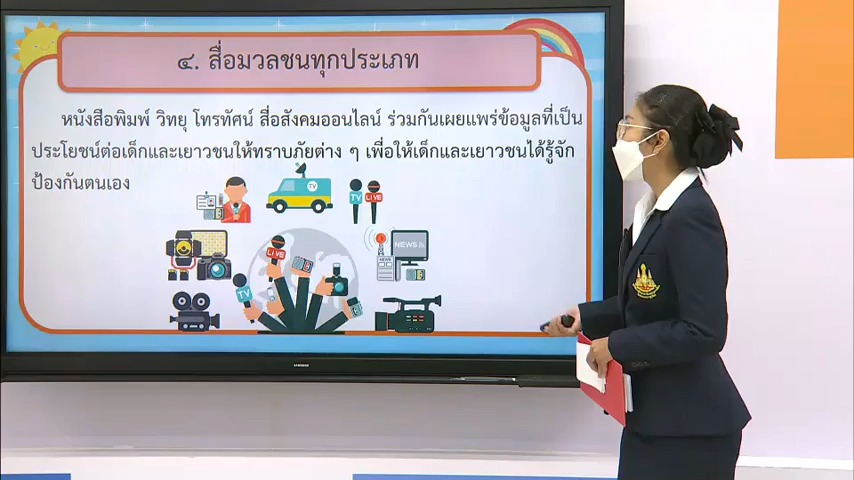 ๔. สื่อมวลชนทุกประเภท
หนังสือพิมพ์ วิทยุ โทรทัศน์ สื่อสังคมออนไลน์ ร่วมกันเผยแพร่ข้อมูลที่เป็น
ประโยชน์ต่อเด็กและเยาวชนให้ทราบภัยต่าง ๆ เพื่อให้เด็กและเยาวชนได้รู้จัก
ป้องกันตนเอง
TV
TV LIVE
LIVE
NEWS
NEWS
TV
SAMSUNG